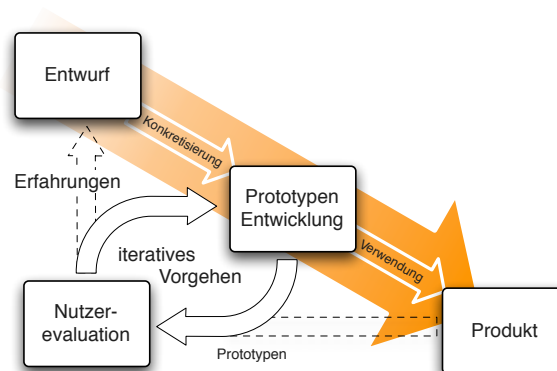 Entwurf
Konkretisierung
Erfahrungen
Prototypen
Entwicklung
iteratives
Vorgehen
Verwendung
Nutzer-
evaluation
Prototypen
Produkt